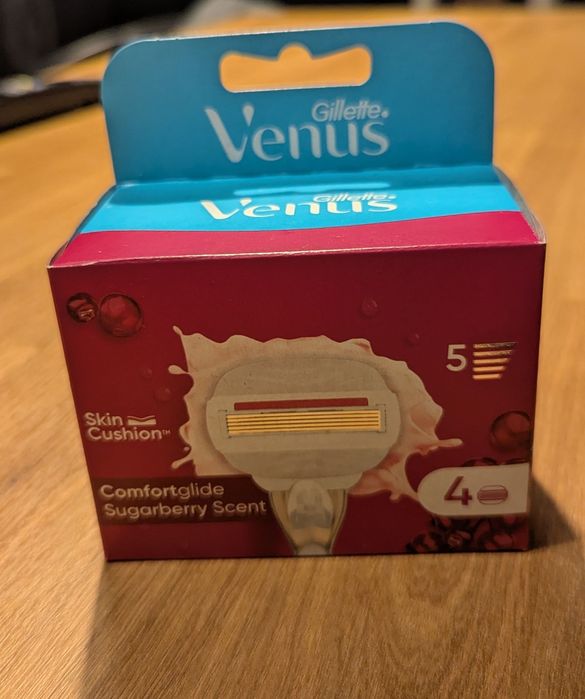 Gillette®
Venus
Gillette®
Venus
5
Skin
Cushion™
Comfortglide
Sugarberry Scent
4